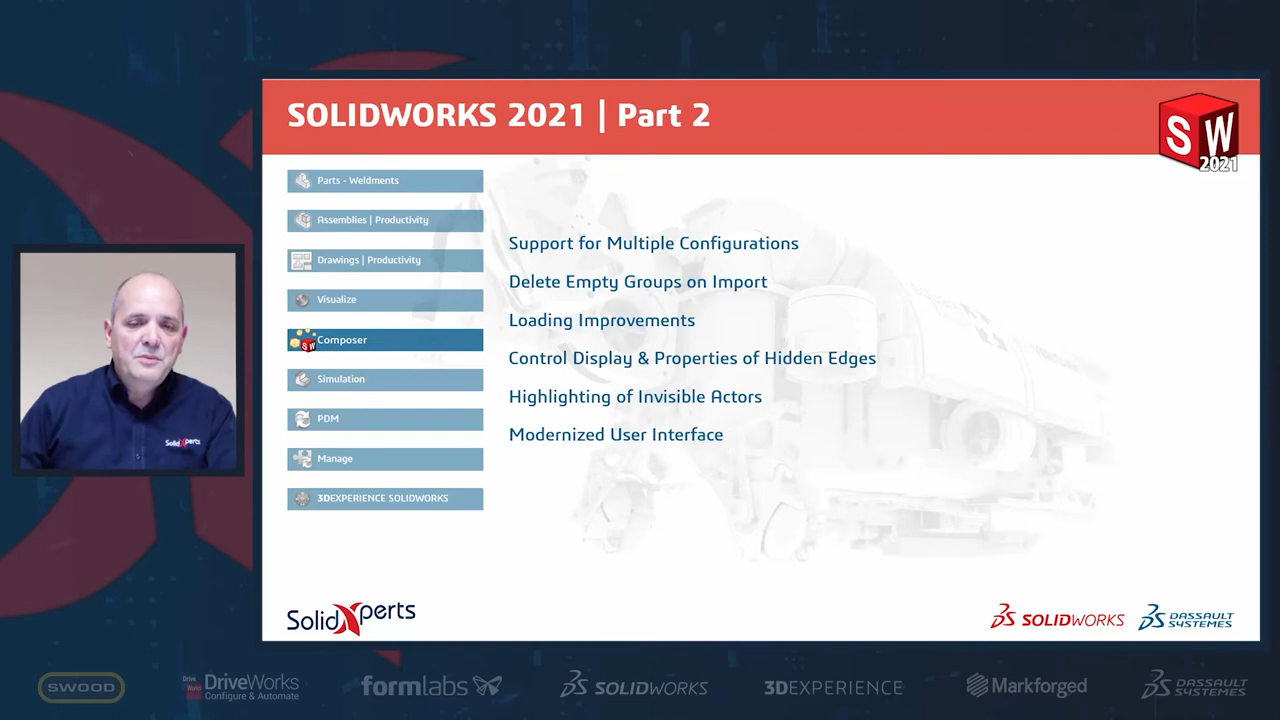 SOLIDWORKS 2021 | Part 2
SW
2021
Parts - Weldments
Assemblies | Productivity
Drawings | Productivity
Visualize
SW
Composer
Simulation
PDM
Manage
3DEXPERIENCE SOLIDWORKS
Support for Multiple Configurations
Delete Empty Groups on Import
Loading Improvements
Control Display & Properties of Hidden Edges
Highlighting of Invisible Actors
Modernized User Interface
SolidXperts
SolidXperts
SOLIDWORKS
DASSAULT
SYSTEMES
SWOOD
Drive
Works
DriveWorks
Configure & Automate
formlabs
SOLIDWORKS
3DEXPERIENCE
Markforged
DASSAULT
SYSTEMES